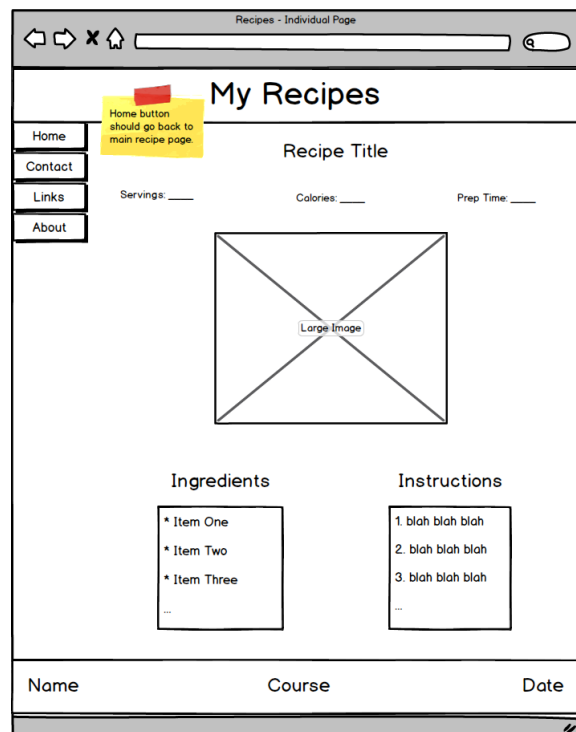 Recipes - Individual Page
My Recipes
Home button
should go back to
main recipe page.
Home
Contact
Links
About
Recipe Title
Servings: ____
Calories: ____
Prep Time: ____
Large Image
Ingredients
* Item One
* Item Two
* Item Three
...
Instructions
1. blah blah blah
2. blah blah blah
3. blah blah blah
...
Name
Course
Date